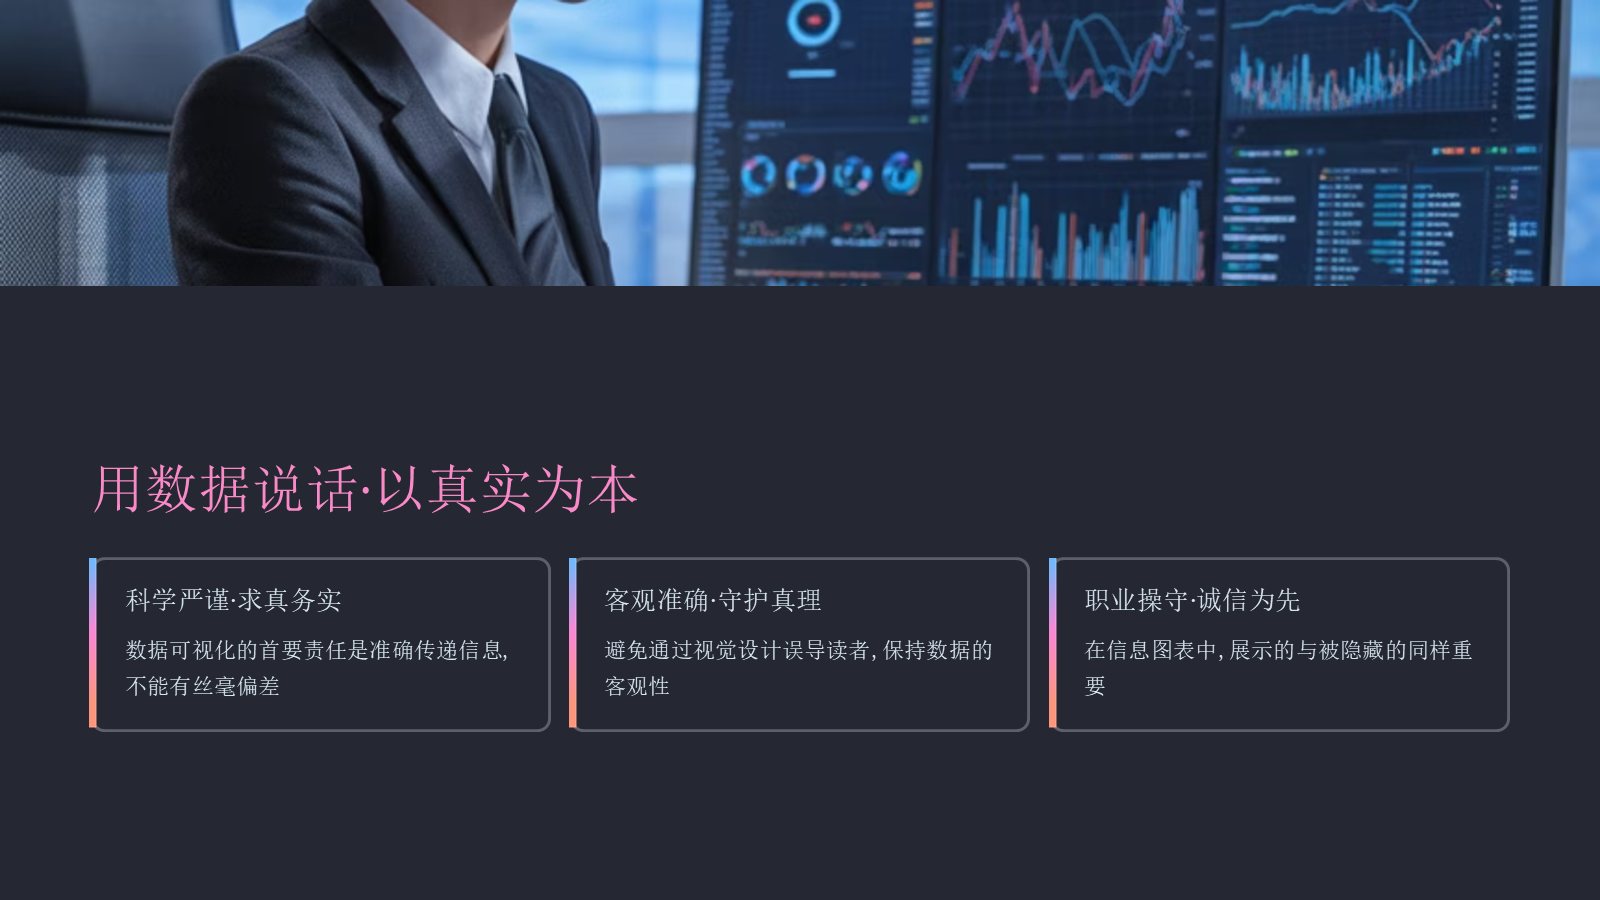 用数据说话·以真实为本
科学严谨·求真务实
数据可视化的首要责任是准确传递信息,
不能有丝毫偏差
客观准确·守护真理
避免通过视觉设计误导读者, 保持数据的
客观性
职业操守·诚信为先
在信息图表中, 展示的与被隐藏的同样重
要